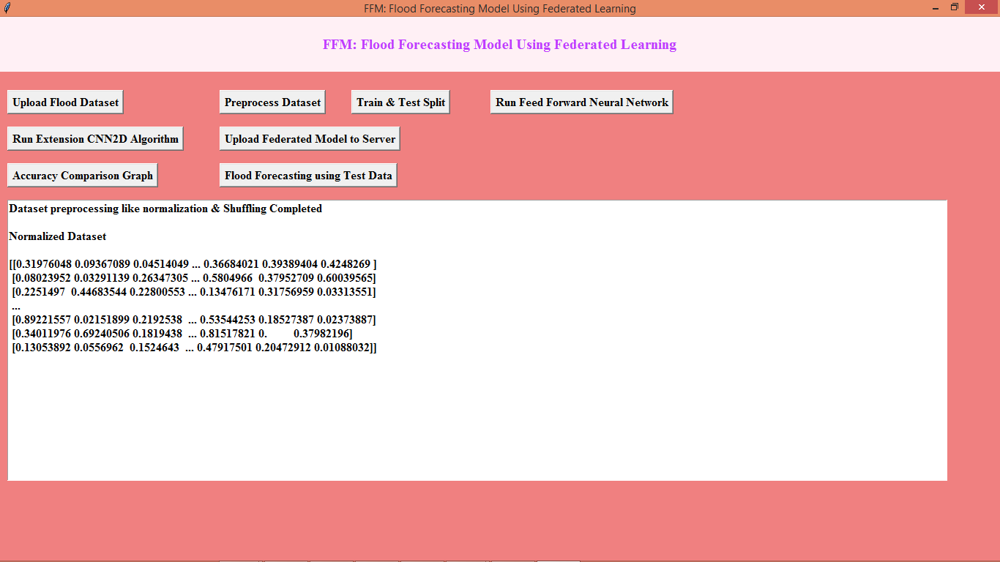 FFM: Flood Forecasting Model Using Federated Learning
FFM: Flood Forecasting Model Using Federated Learning
Upload Flood Dataset Preprocess Dataset Train & Test Split Run Feed Forward Neural Network
Run Extension CNN2D Algorithm Upload Federated Model to Server
Accuracy Comparison Graph Flood Forecasting using Test Data
Dataset preprocessing like normalization & Shuffling Completed
Normalized Dataset
[[0.31976048 0.09367089 0.04514049 ... 0.36684021 0.39389404 0.4248269 ]
[0.08023952 0.03291139 0.26347305 ... 0.5804966  0.37952709 0.60039565]
[0.2251497  0.44683544 0.22800553 ... 0.13476171 0.31756959 0.03313551]
...
[0.89221557 0.02151899 0.2192538  ... 0.53544253 0.18527387 0.02373887]
[0.34011976 0.69240506 0.1819438  ... 0.81517821 0.         0.37982196]
[0.13053892 0.0556962  0.1524643  ... 0.47917501 0.20472912 0.01088032]]